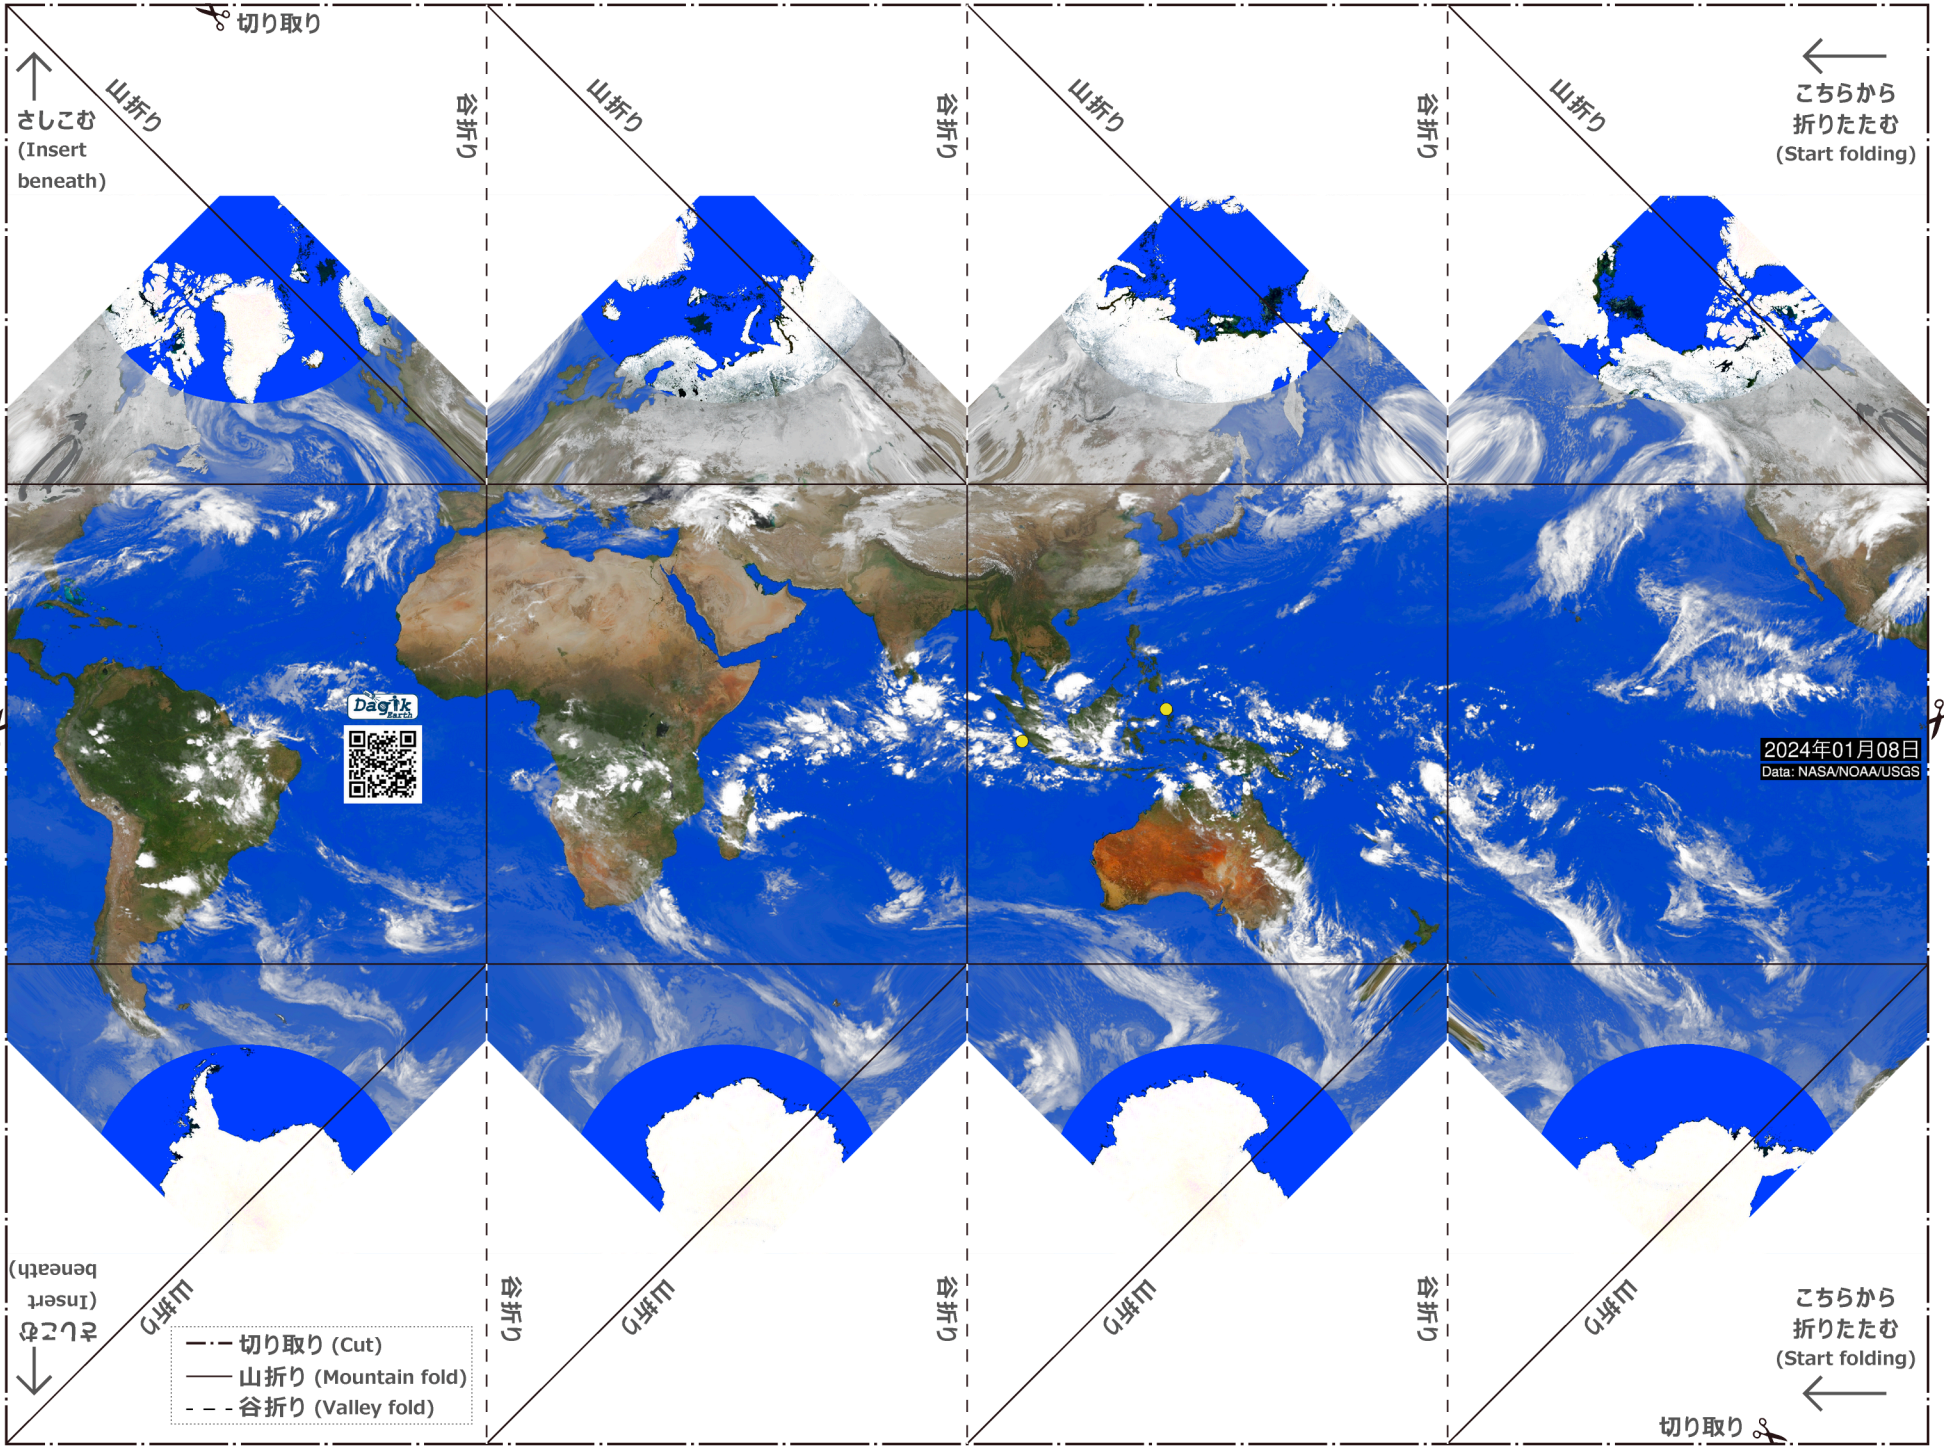 切り取り
さしこむ
(Insert
beneath)
山折り
谷折り
山折り
谷折り
山折り
谷折り
山折り
こちらから
折りたたむ
(Start folding)
Dagik
Earth
2024年01月08日
Data: NASA/NOAA/USGS
さしこむ
(Insert
beneath)
山折り
谷折り
山折り
谷折り
山折り
谷折り
山折り
こちらから
折りたたむ
(Start folding)
切り取り (Cut)
山折り (Mountain fold)
谷折り (Valley fold)
切り取り